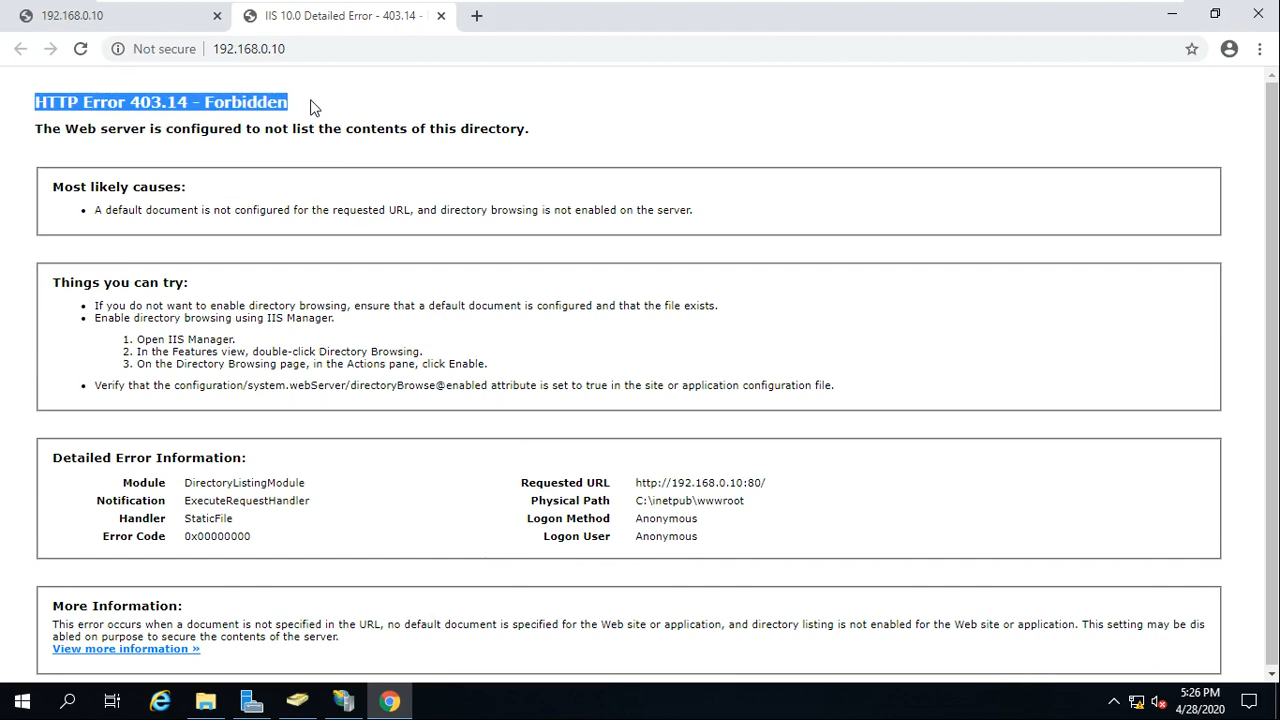 192.168.0.10
IIS 10.0 Detailed Error - 403.14 -
Not secure
192.168.0.10
HTTP Error 403.14 - Forbidden
The Web server is configured to not list the contents of this directory.
Most likely causes:
• A default document is not configured for the requested URL, and directory browsing is not enabled on the server.
Things you can try:
• If you do not want to enable directory browsing, ensure that a default document is configured and that the file exists.
• Enable directory browsing using IIS Manager.
1. Open IIS Manager.
2. In the Features view, double-click Directory Browsing.
3. On the Directory Browsing page, in the Actions pane, click Enable.
• Verify that the configuration/system.webServer/directoryBrowse@enabled attribute is set to true in the site or application configuration file.
Detailed Error Information:
Module DirectoryListingModule
Notification ExecuteRequestHandler
Handler StaticFile
Error Code 0x00000000
Requested URL http://192.168.0.10:80/
Physical Path C:\inetpub\wwwroot
Logon Method Anonymous
Logon User Anonymous
More Information:
This error occurs when a document is not specified in the URL, no default document is specified for the Web site or application, and directory listing is not enabled for the Web site or application. This setting may be dis
abled on purpose to secure the contents of the server.
View more information »
5:26 PM
4/28/2020